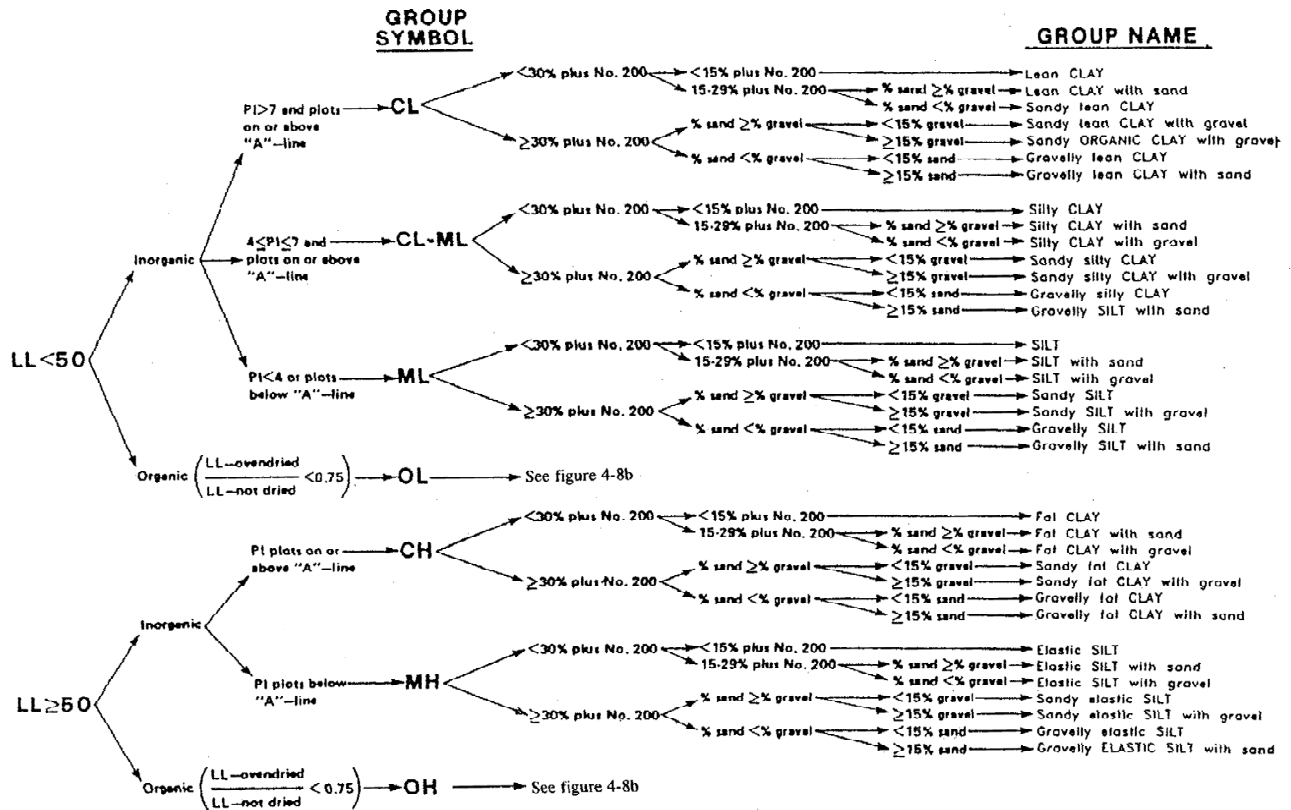 GROUP
SYMBOL
GROUP NAME
LL<50
Inorganic
PI>7 and plots
on or above
"A"-line
CL
<30% plus No. 200
<15% plus No. 200
Lean CLAY
15-29% plus No. 200
% sand ≥% gravel
Lean CLAY with sand
% sand <% gravel
Sandy lean CLAY
≥30% plus No. 200
% sand ≥% gravel
<15% gravel
Sandy lean CLAY with gravel
≥15% gravel
Sandy ORGANIC CLAY with gravel
% sand <% gravel
<15% sand
Gravelly lean CLAY
≥15% sand
Gravelly lean CLAY with sand
4≤PI≤7 and
plots on or above
"A"-line
CL-ML
<30% plus No. 200
<15% plus No. 200
Silty CLAY
15-29% plus No. 200
% sand ≥% gravel
Silty CLAY with sand
% sand <% gravel
Silty CLAY with gravel
≥30% plus No. 200
% sand ≥% gravel
<15% gravel
Sandy silty CLAY
≥15% gravel
Sandy silty CLAY with gravel
% sand <% gravel
<15% sand
Gravelly silty CLAY
≥15% sand
Gravelly SILT with sand
PI<4 or plots
below "A"-line
ML
<30% plus No. 200
<15% plus No. 200
SILT
15-29% plus No. 200
% sand ≥% gravel
SILT with sand
% sand <% gravel
SILT with gravel
≥30% plus No. 200
% sand ≥% gravel
<15% gravel
Sandy SILT
≥15% gravel
Sandy SILT with gravel
% sand <% gravel
<15% sand
Gravelly SILT
≥15% sand
Gravelly SILT with sand
Organic (LL-ovendried
LL-not dried <0.75)
OL
See figure 4-8b
LL≥50
Inorganic
PI plots on or
above "A"-line
CH
<30% plus No. 200
<15% plus No. 200
Fat CLAY
15-29% plus No. 200
% sand ≥% gravel
Fat CLAY with sand
% sand <% gravel
Fat CLAY with gravel
≥30% plus No. 200
% sand ≥% gravel
<15% gravel
Sandy fat CLAY
≥15% gravel
Sandy fat CLAY with gravel
% sand <% gravel
<15% sand
Gravelly fat CLAY
≥15% sand
Gravelly fat CLAY with sand
PI plots below
"A"-line
MH
<30% plus No. 200
<15% plus No. 200
Elastic SILT
15-29% plus No. 200
% sand ≥% gravel
Elastic SILT with sand
% sand <% gravel
Elastic SILT with gravel
≥30% plus No. 200
% sand ≥% gravel
<15% gravel
Sandy elastic SILT
≥15% gravel
Sandy elastic SILT with gravel
% sand <% gravel
<15% sand
Gravelly elastic SILT
≥15% sand
Gravelly ELASTIC SILT with sand
Organic (LL-ovendried
LL-not dried <0.75)
OH
See figure 4-8b